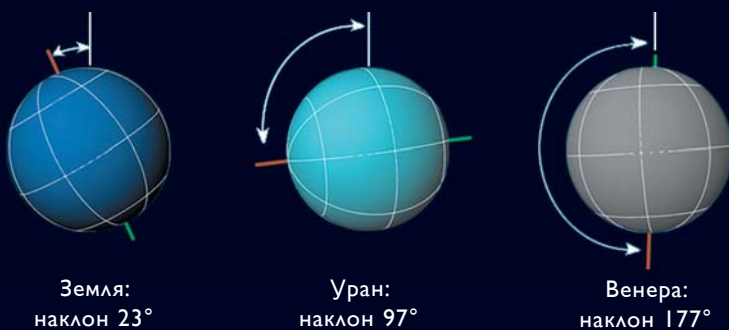 Земля:
наклон 23°
Уран:
наклон 97°
Венера:
наклон 177°